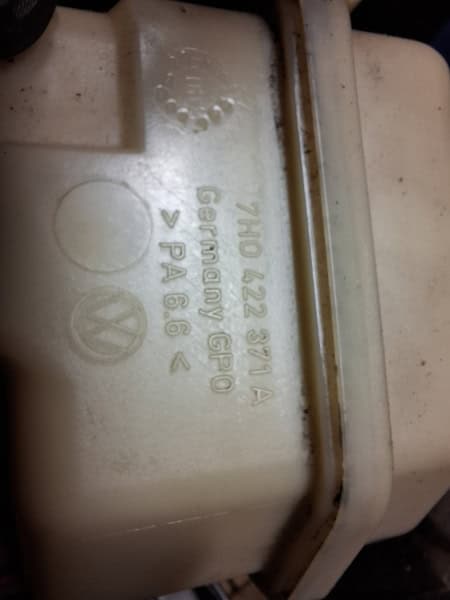 7H0 422 371 A
Germany GPO
> PA 6.6 <